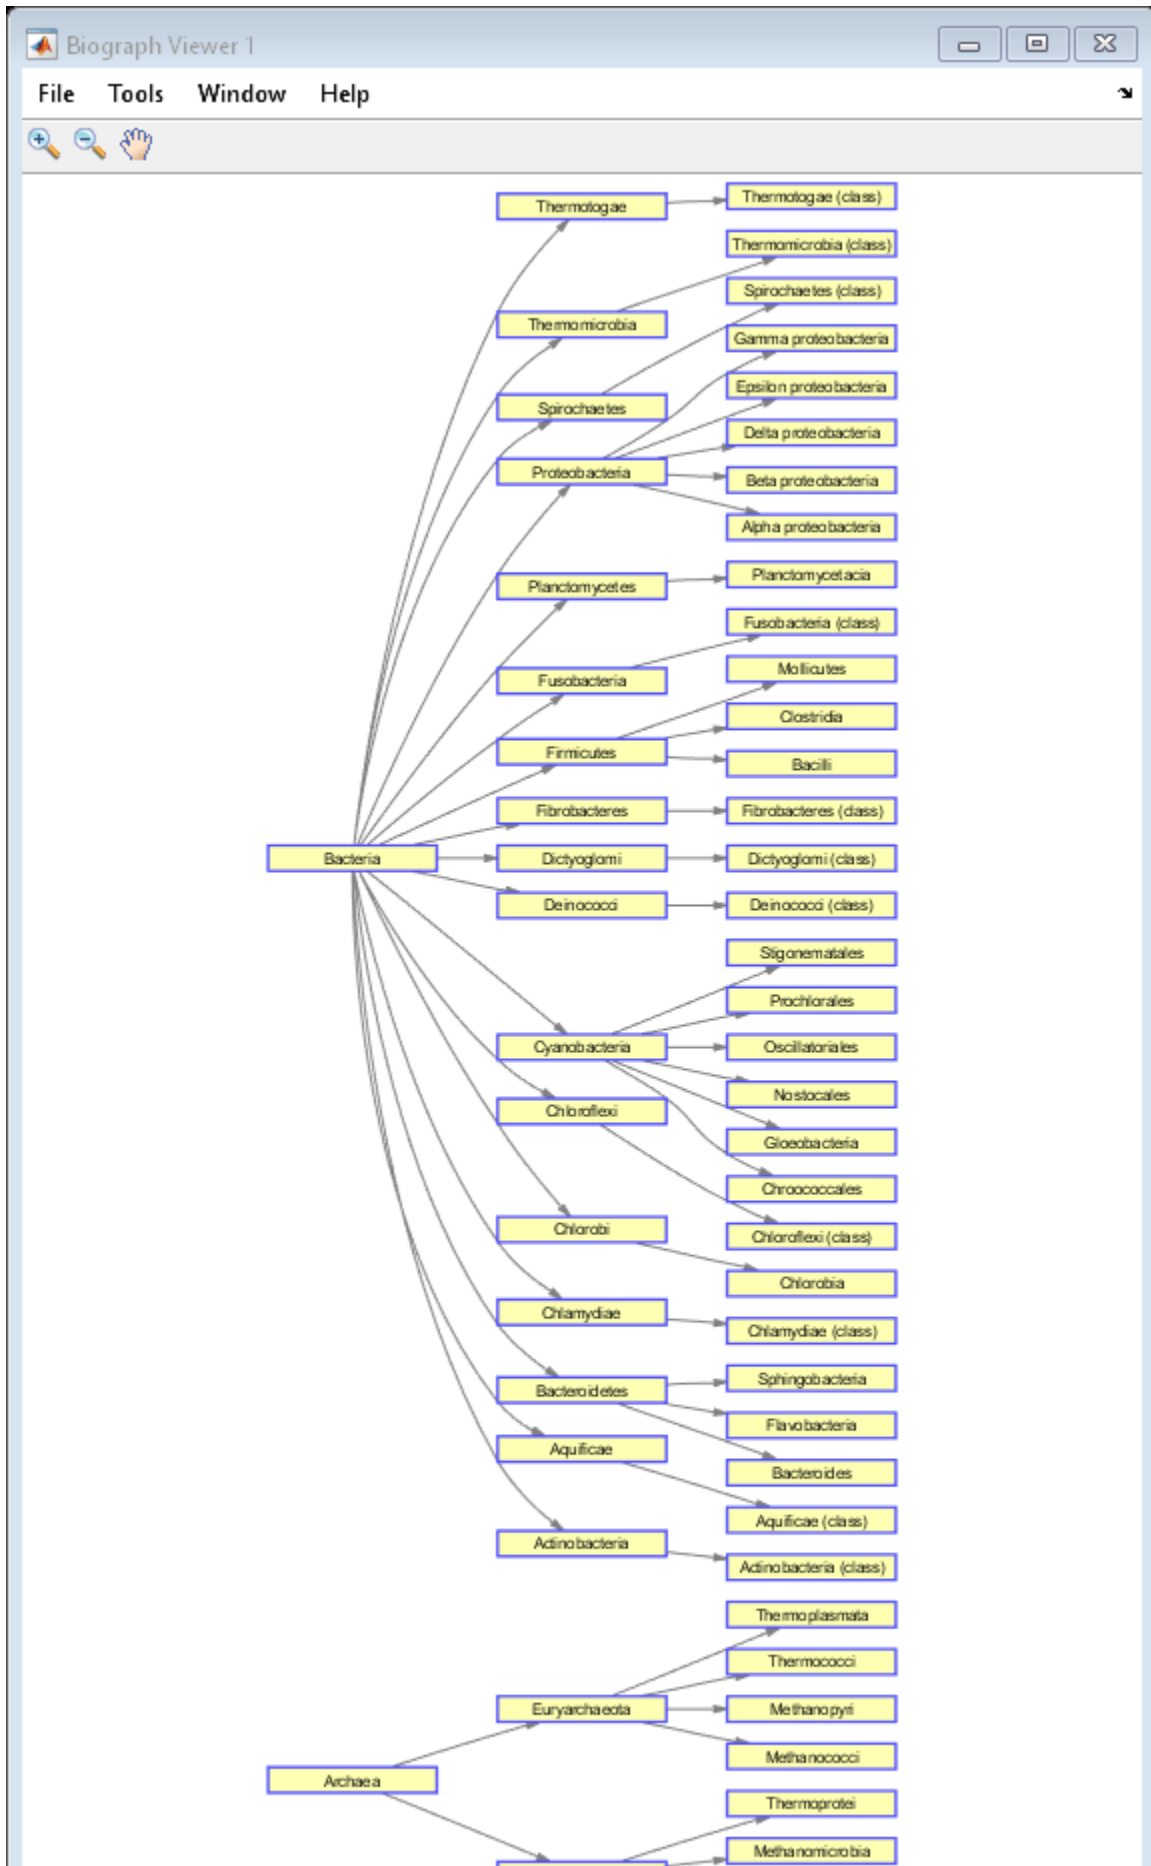 Biograph Viewer 1
File Tools Window Help
Thermotogae
Thermotogae (class)
Thermomicrobia (class)
Spirochaetes (class)
Thermomicrobia
Gamma proteobacteria
Epsilon proteobacteria
Spirochaetes
Delta proteobacteria
Proteobacteria
Beta proteobacteria
Alpha proteobacteria
Planctomycetes
Planctomycetacia
Fusobacteria (class)
Mollicutes
Fusobacteria
Clostridia
Firmicutes
Bacilli
Fibrobacteres
Fibrobacteres (class)
Bacteria
Dictyoglomi
Dictyoglomi (class)
Deinococci
Deinococci (class)
Stigonematales
Prochlorales
Cyanobacteria
Oscillatoriales
Nostocales
Chloroflexi
Gloeobacteria
Chroococcales
Chlorobi
Chloroflexi (class)
Chlorobia
Chlamydiae
Chlamydiae (class)
Sphingobacteria
Bacteroidetes
Flavobacteria
Aquificae
Bacteroides
Aquificae (class)
Actinobacteria
Actinobacteria (class)
Thermoplasmata
Thermococci
Euryarchaeota
Methanopyri
Methanococci
Archaea
Thermoprotei
Methanomicrobia